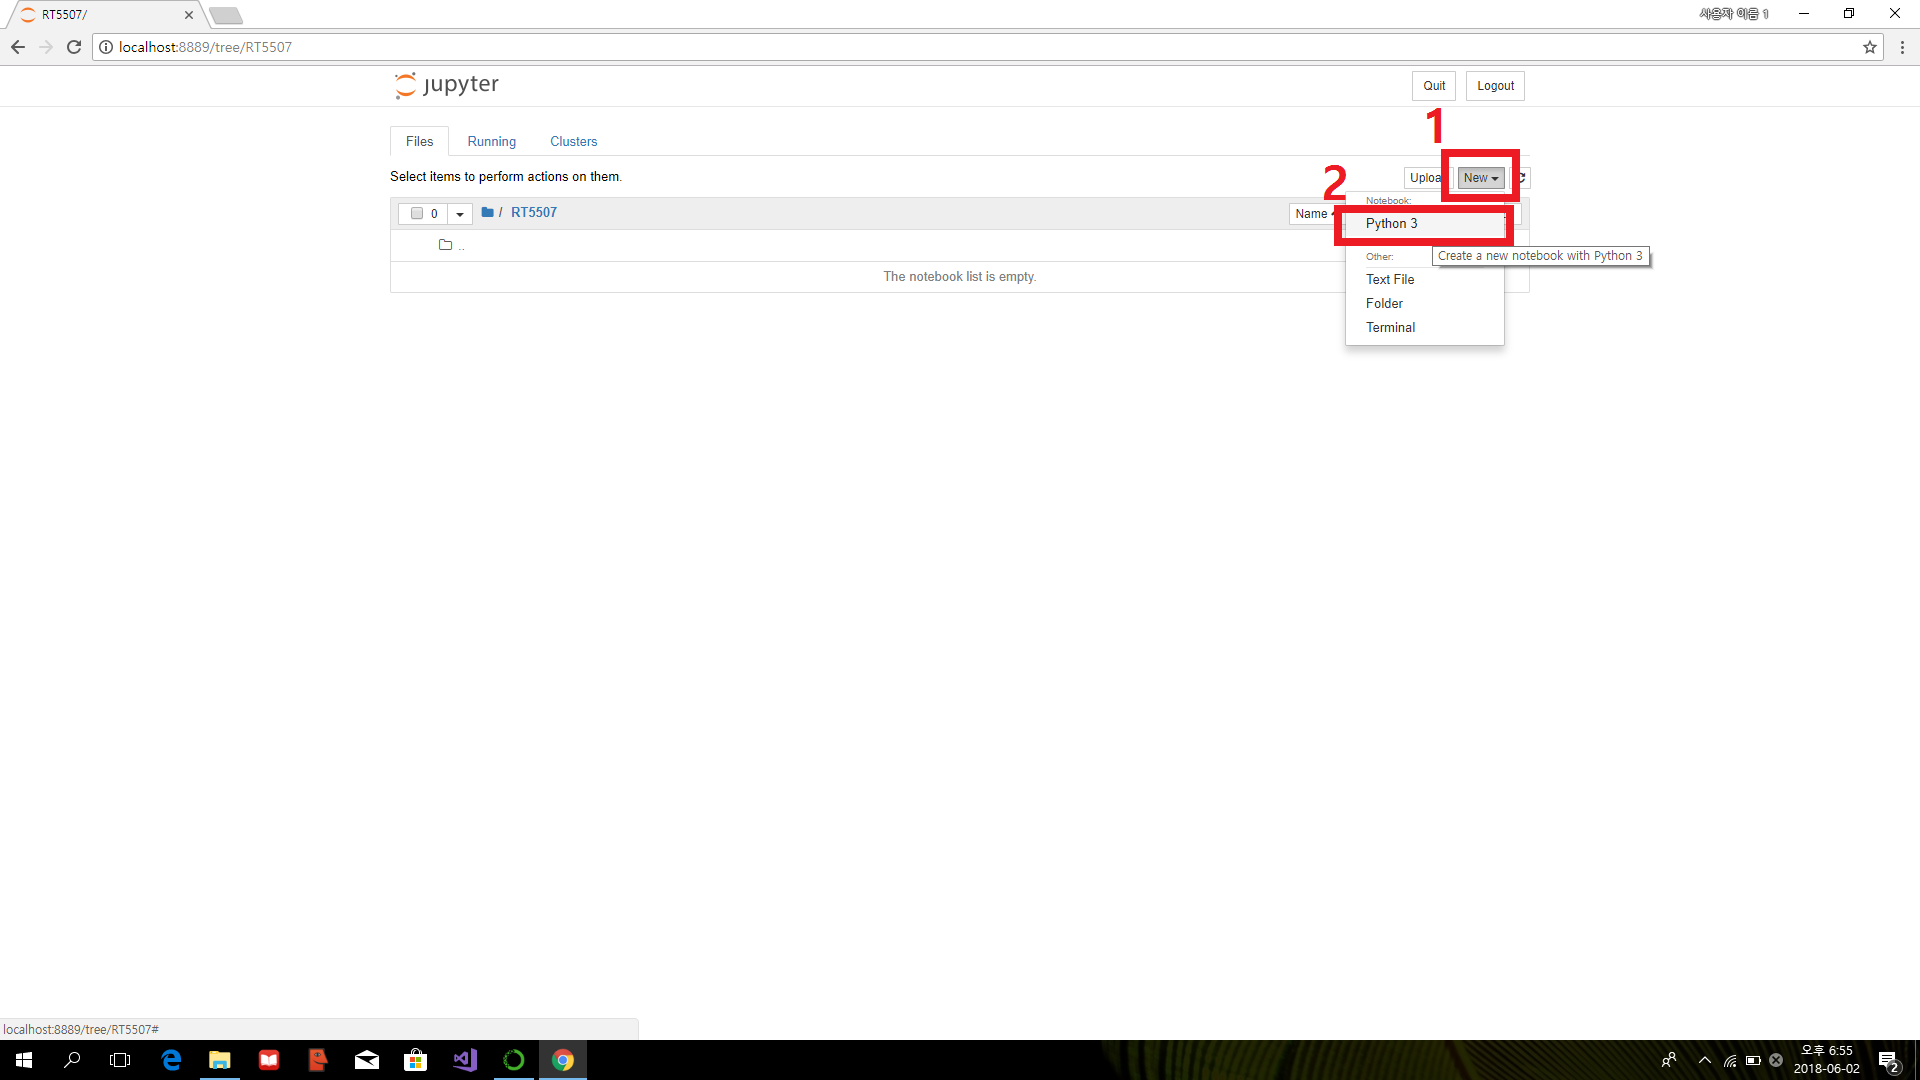 RT5507/
사용자 이름 1
localhost:8889/tree/RT5507
jupyter
Quit
Logout
1
Files
Running
Clusters
Select items to perform actions on them.
2
Uploa
New
Notebook:
0
/
RT5507
Name
Python 3
..
Create a new notebook with Python 3
Other:
The notebook list is empty.
Text File
Folder
Terminal
localhost:8889/tree/RT5507#
오후 6:55
2018-06-02
2